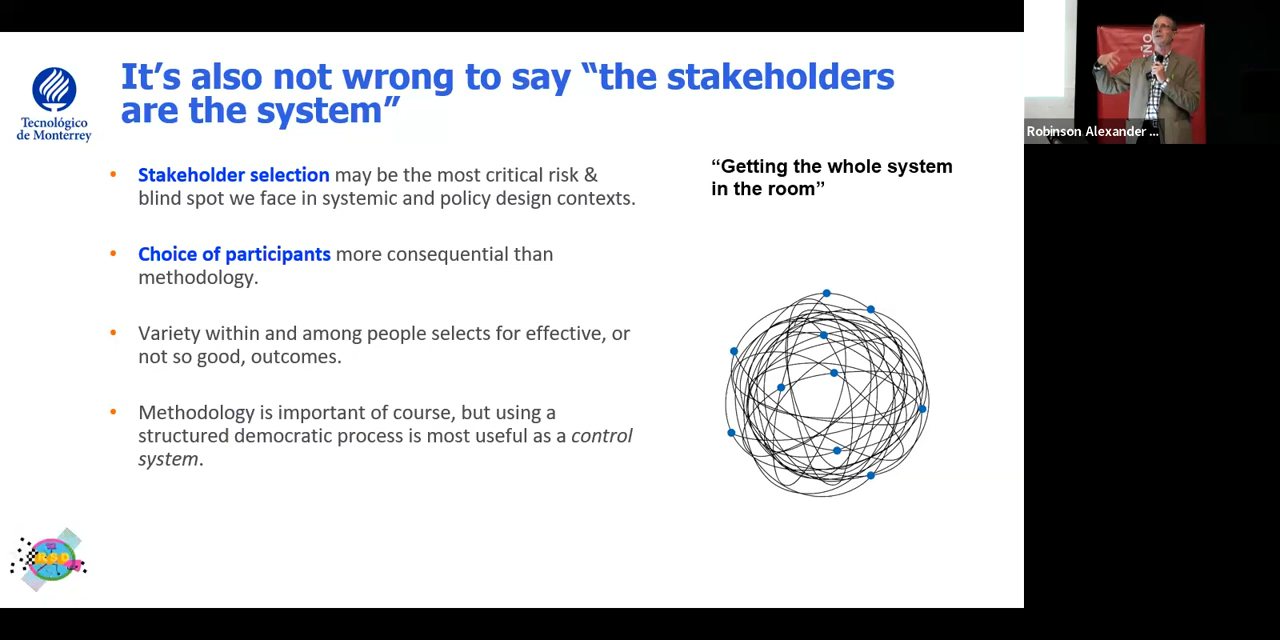 It's also not wrong to say “the stakeholders
are the system”
Tecnológico
de Monterrey
• Stakeholder selection may be the most critical risk &
blind spot we face in systemic and policy design contexts.
• Choice of participants more consequential than
methodology.
• Variety within and among people selects for effective, or
not so good, outcomes.
• Methodology is important of course, but using a
structured democratic process is most useful as a control
system.
“Getting the whole system
in the room”
Robinson Alexander ...
RSD